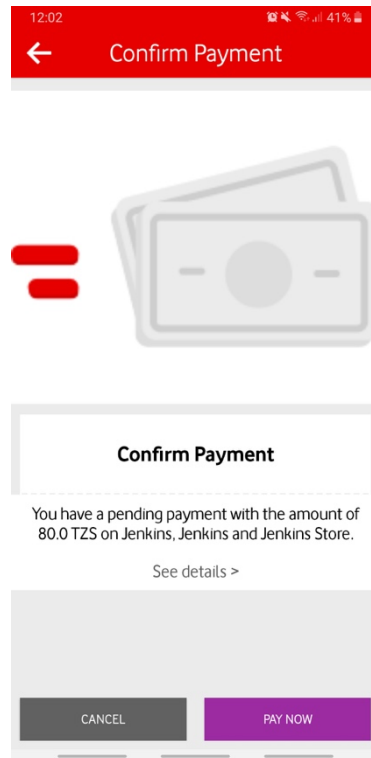 12:02 41%
Confirm Payment
Confirm Payment
You have a pending payment with the amount of
80.0 TZS on Jenkins, Jenkins and Jenkins Store.
See details >
CANCEL PAY NOW